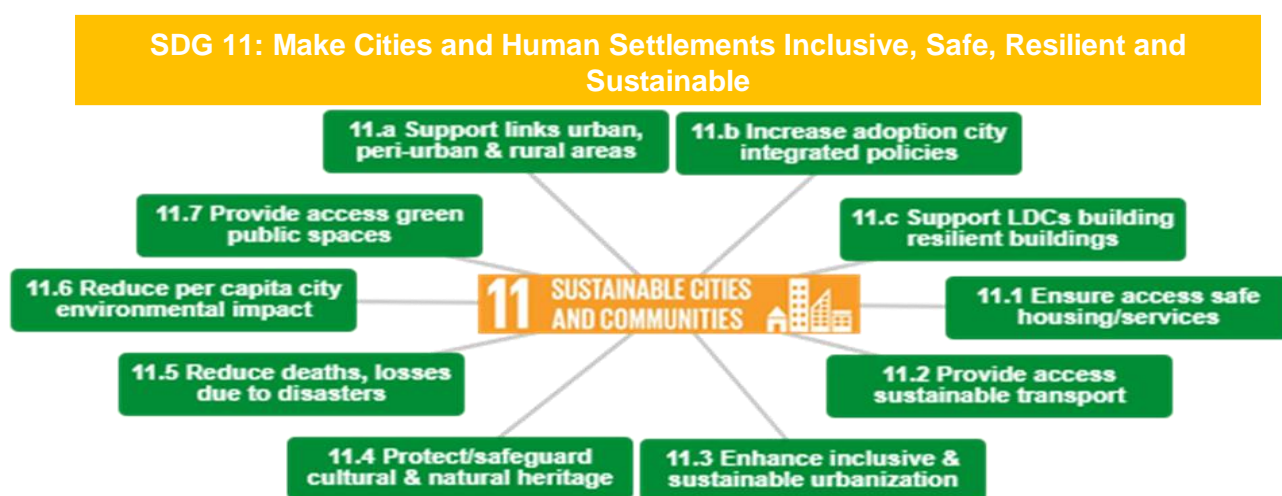 SDG 11: Make Cities and Human Settlements Inclusive, Safe, Resilient and
Sustainable
11.a Support links urban,
peri-urban & rural areas
11.b Increase adoption city
integrated policies
11.7 Provide access green
public spaces
11.c Support LDCs building
resilient buildings
11.6 Reduce per capita city
environmental impact
11 SUSTAINABLE CITIES
AND COMMUNITIES
11.1 Ensure access safe
housing/services
11.5 Reduce deaths, losses
due to disasters
11.2 Provide access
sustainable transport
11.4 Protect/safeguard
cultural & natural heritage
11.3 Enhance inclusive &
sustainable urbanization